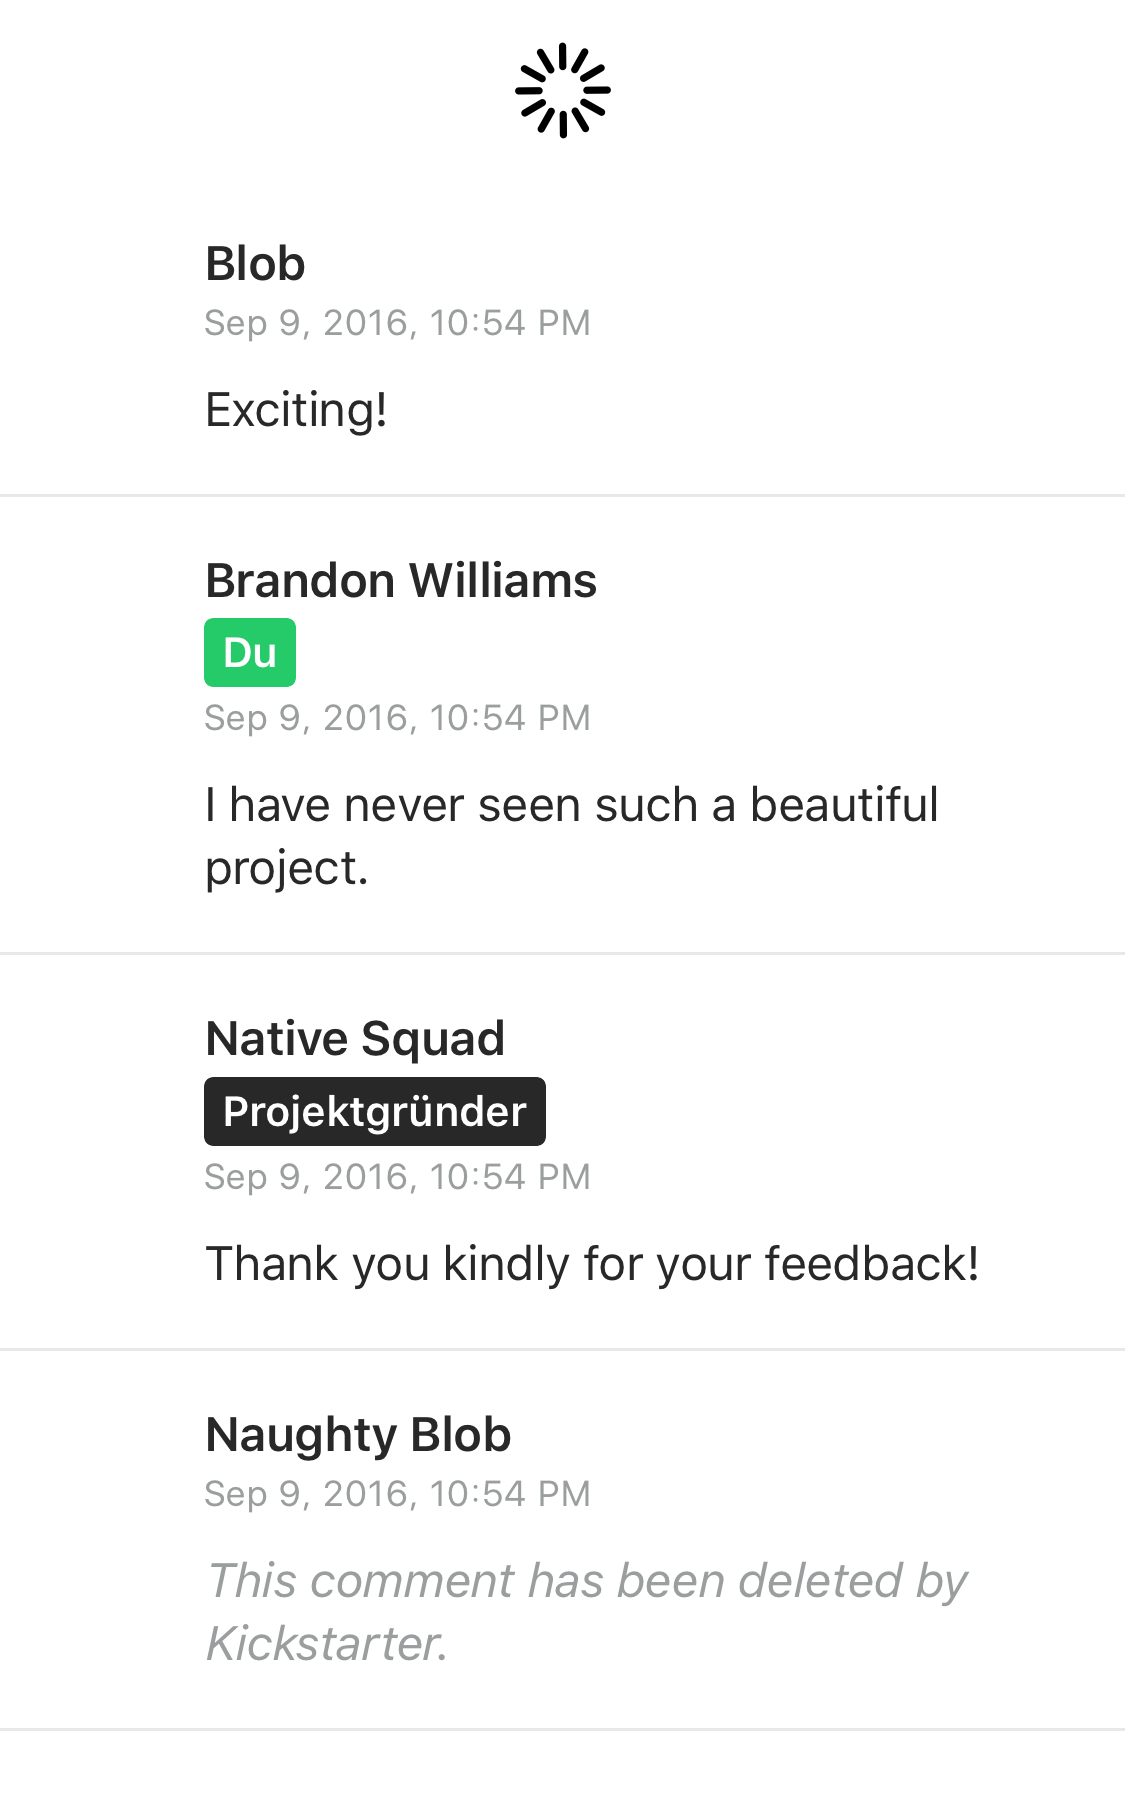 Blob
Sep 9, 2016, 10:54 PM
Exciting!
Brandon Williams
Du
Sep 9, 2016, 10:54 PM
I have never seen such a beautiful
project.
Native Squad
Projektgründer
Sep 9, 2016, 10:54 PM
Thank you kindly for your feedback!
Naughty Blob
Sep 9, 2016, 10:54 PM
This comment has been deleted by
Kickstarter.